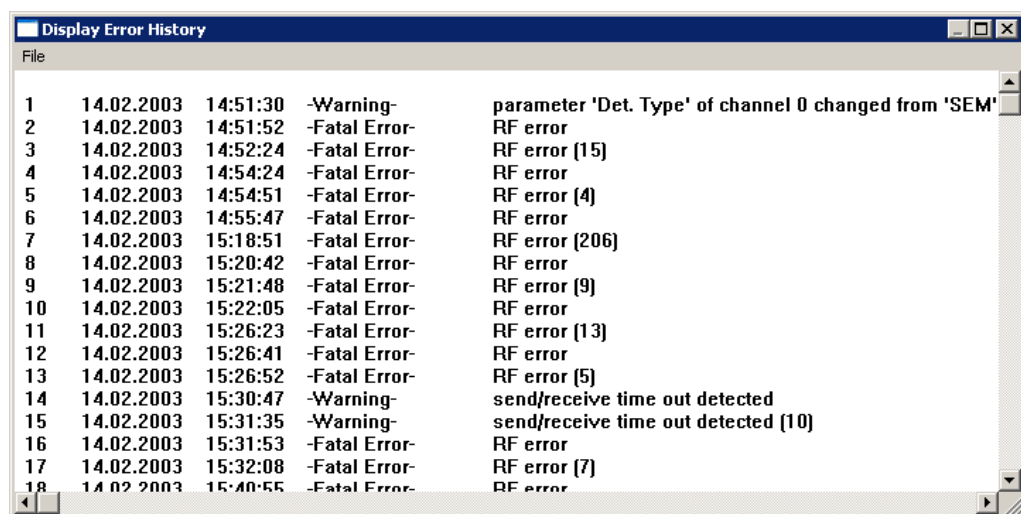 Display Error History
File
1 14.02.2003 14:51:30 -Warning- parameter 'Det. Type' of channel 0 changed from 'SEM'
2 14.02.2003 14:51:52 -Fatal Error- RF error
3 14.02.2003 14:52:24 -Fatal Error- RF error (15)
4 14.02.2003 14:54:24 -Fatal Error- RF error
5 14.02.2003 14:54:51 -Fatal Error- RF error (4)
6 14.02.2003 14:55:47 -Fatal Error- RF error
7 14.02.2003 15:18:51 -Fatal Error- RF error (206)
8 14.02.2003 15:20:42 -Fatal Error- RF error
9 14.02.2003 15:21:48 -Fatal Error- RF error (9)
10 14.02.2003 15:22:05 -Fatal Error- RF error
11 14.02.2003 15:26:23 -Fatal Error- RF error (13)
12 14.02.2003 15:26:41 -Fatal Error- RF error
13 14.02.2003 15:26:52 -Fatal Error- RF error (5)
14 14.02.2003 15:30:47 -Warning- send/receive time out detected
15 14.02.2003 15:31:35 -Warning- send/receive time out detected (10)
16 14.02.2003 15:31:53 -Fatal Error- RF error
17 14.02.2003 15:32:08 -Fatal Error- RF error (7)
18 14.02.2003 15:40:55 -Fatal Error- RF error